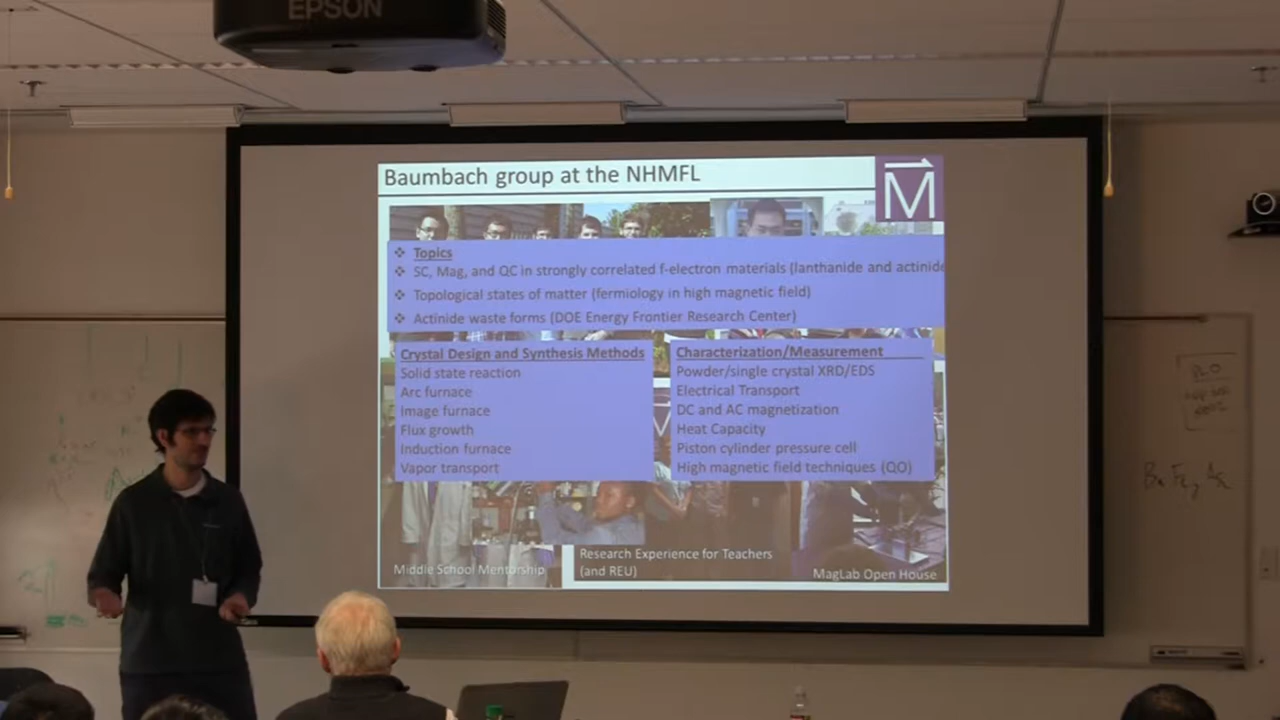 EPSON
Baumbach group at the NHMFL
M
Topics
SC, Mag, and QC in strongly correlated f-electron materials (lanthanide and actinide
Topological states of matter (fermiology in high magnetic field)
Actinide waste forms (DOE Energy Frontier Research Center)
Crystal Design and Synthesis Methods
Solid state reaction
Arc furnace
Image furnace
Flux growth
Induction furnace
Vapor transport
Characterization/Measurement
Powder/single crystal XRD/EDS
Electrical Transport
DC and AC magnetization
Heat Capacity
Piston cylinder pressure cell
High magnetic field techniques (QO)
Middle School Mentorship
Research Experience for Teachers
(and REU)
MagLab Open House